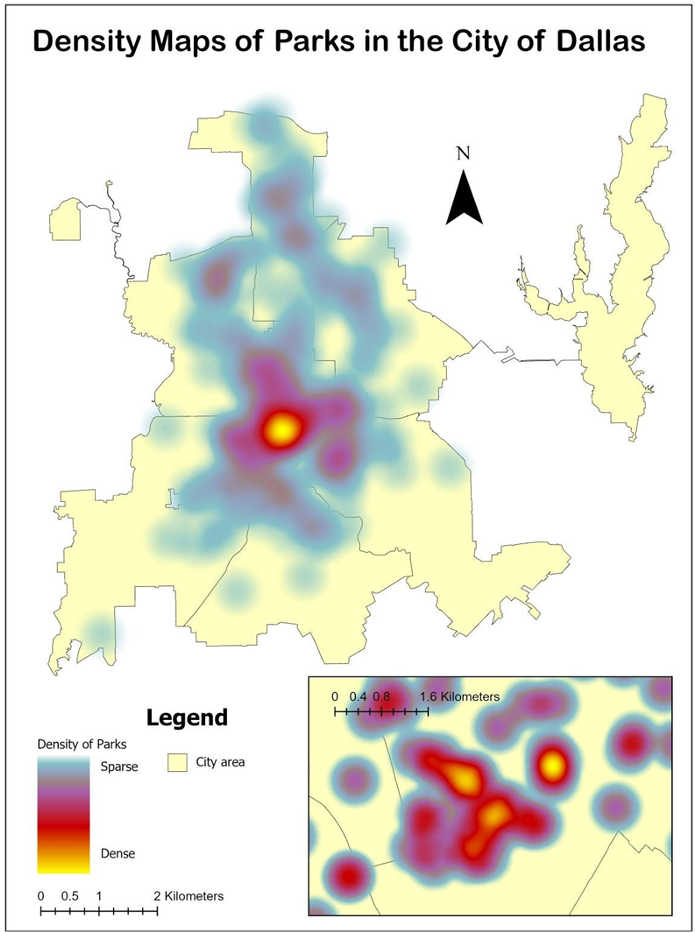 Density Maps of Parks in the City of Dallas
N
0 0.4 0.8 1.6 Kilometers
Legend
Density of Parks
Sparse
City area
Dense
0 0.5 1 2 Kilometers